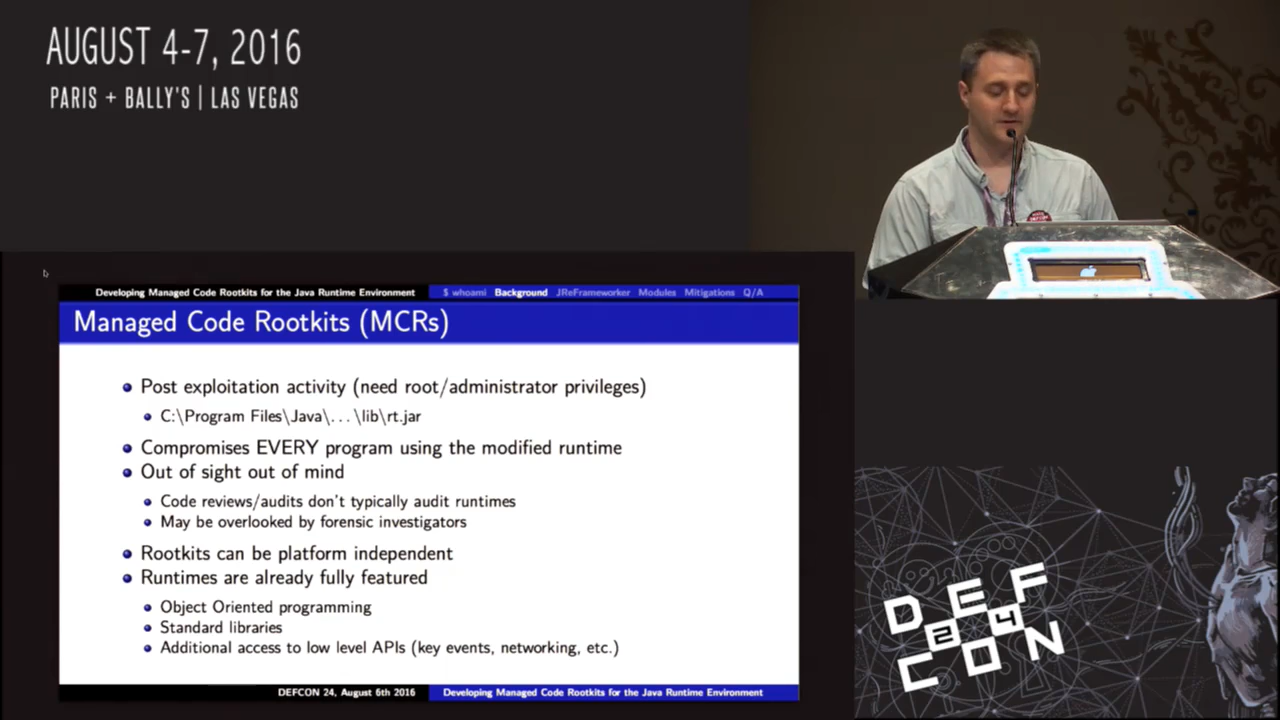 AUGUST 4-7, 2016
PARIS + BALLY'S | LAS VEGAS
Developing Managed Code Rootkits for the Java Runtime Environment
$ whoami Background JReFrameworker Modules Mitigations Q/A
Managed Code Rootkits (MCRs)
Post exploitation activity (need root/administrator privileges)
C:\Program Files\Java\...\lib\rt.jar
Compromises EVERY program using the modified runtime
Out of sight out of mind
Code reviews/audits don't typically audit runtimes
May be overlooked by forensic investigators
Rootkits can be platform independent
Runtimes are already fully featured
Object Oriented programming
Standard libraries
Additional access to low level APIs (key events, networking, etc.)
DEFCON 24, August 6th 2016
Developing Managed Code Rootkits for the Java Runtime Environment
DEF
24
CON